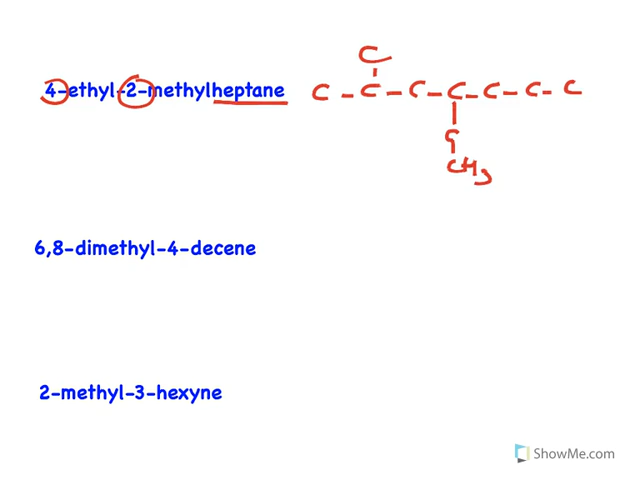 C
4-ethyl-2-methylheptane C - C - C - C - C - C - C
C
CH3
6,8-dimethyl-4-decene
2-methyl-3-hexyne
ShowMe.com